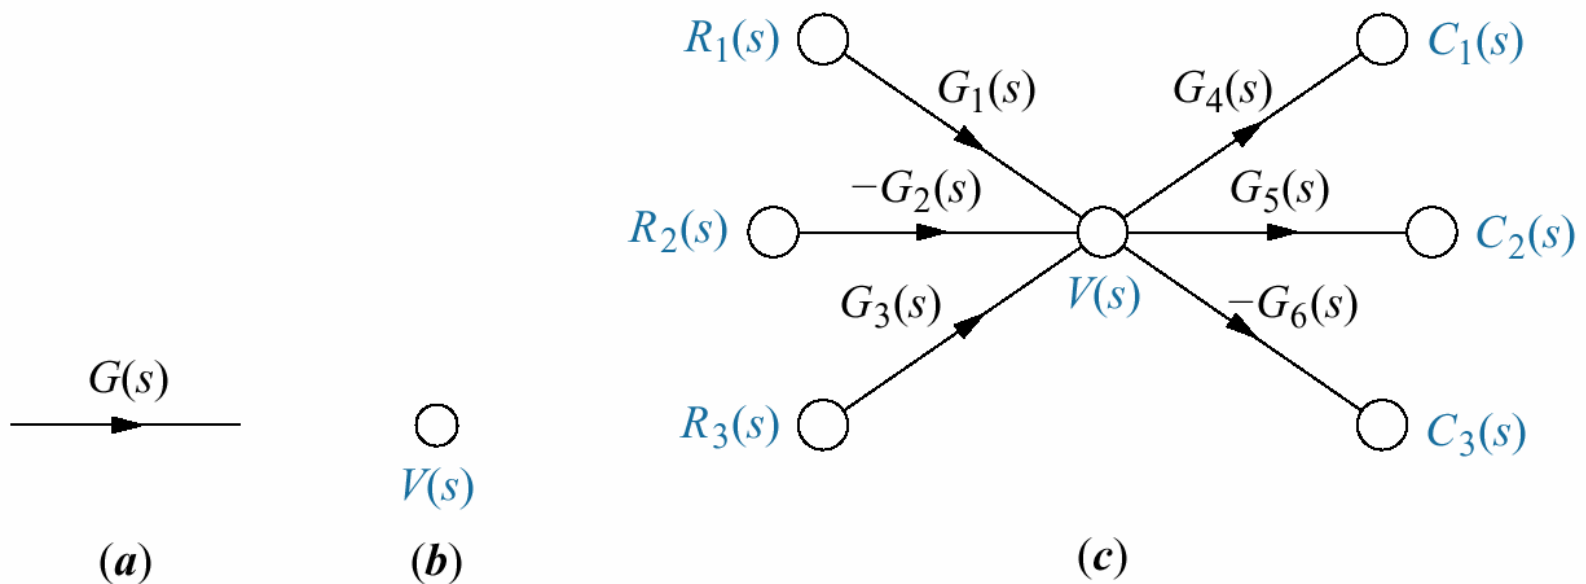 R₁(s)
C₁(s)
G₁(s)
G₄(s)
−G₂(s)
G₅(s)
R₂(s)
C₂(s)
V(s)
G₃(s)
−G₆(s)
G(s)
R₃(s)
C₃(s)
V(s)
(a)
(b)
(c)